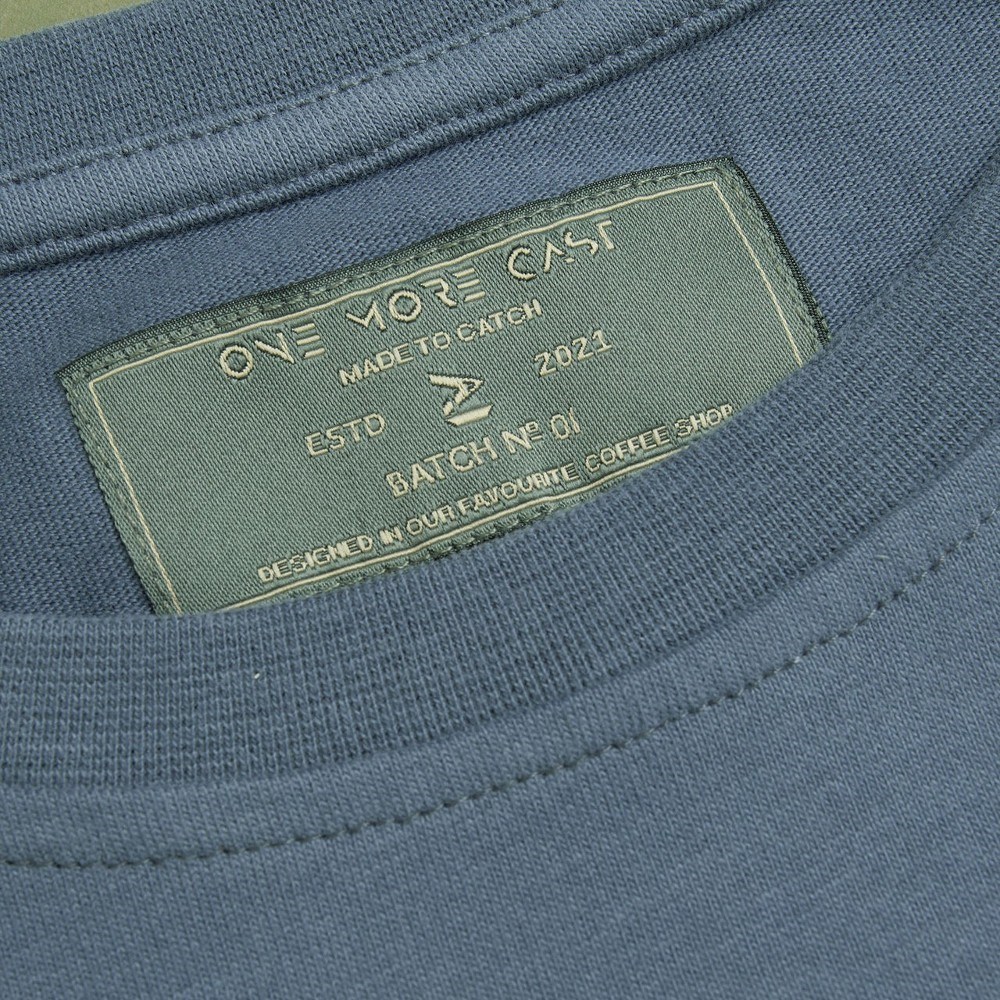 ONE MORE CAST
MADE TO CATCH
ESTD 2021
BATCH Nº 01
DESIGNED IN OUR FAVOURITE COFFEE SHOP